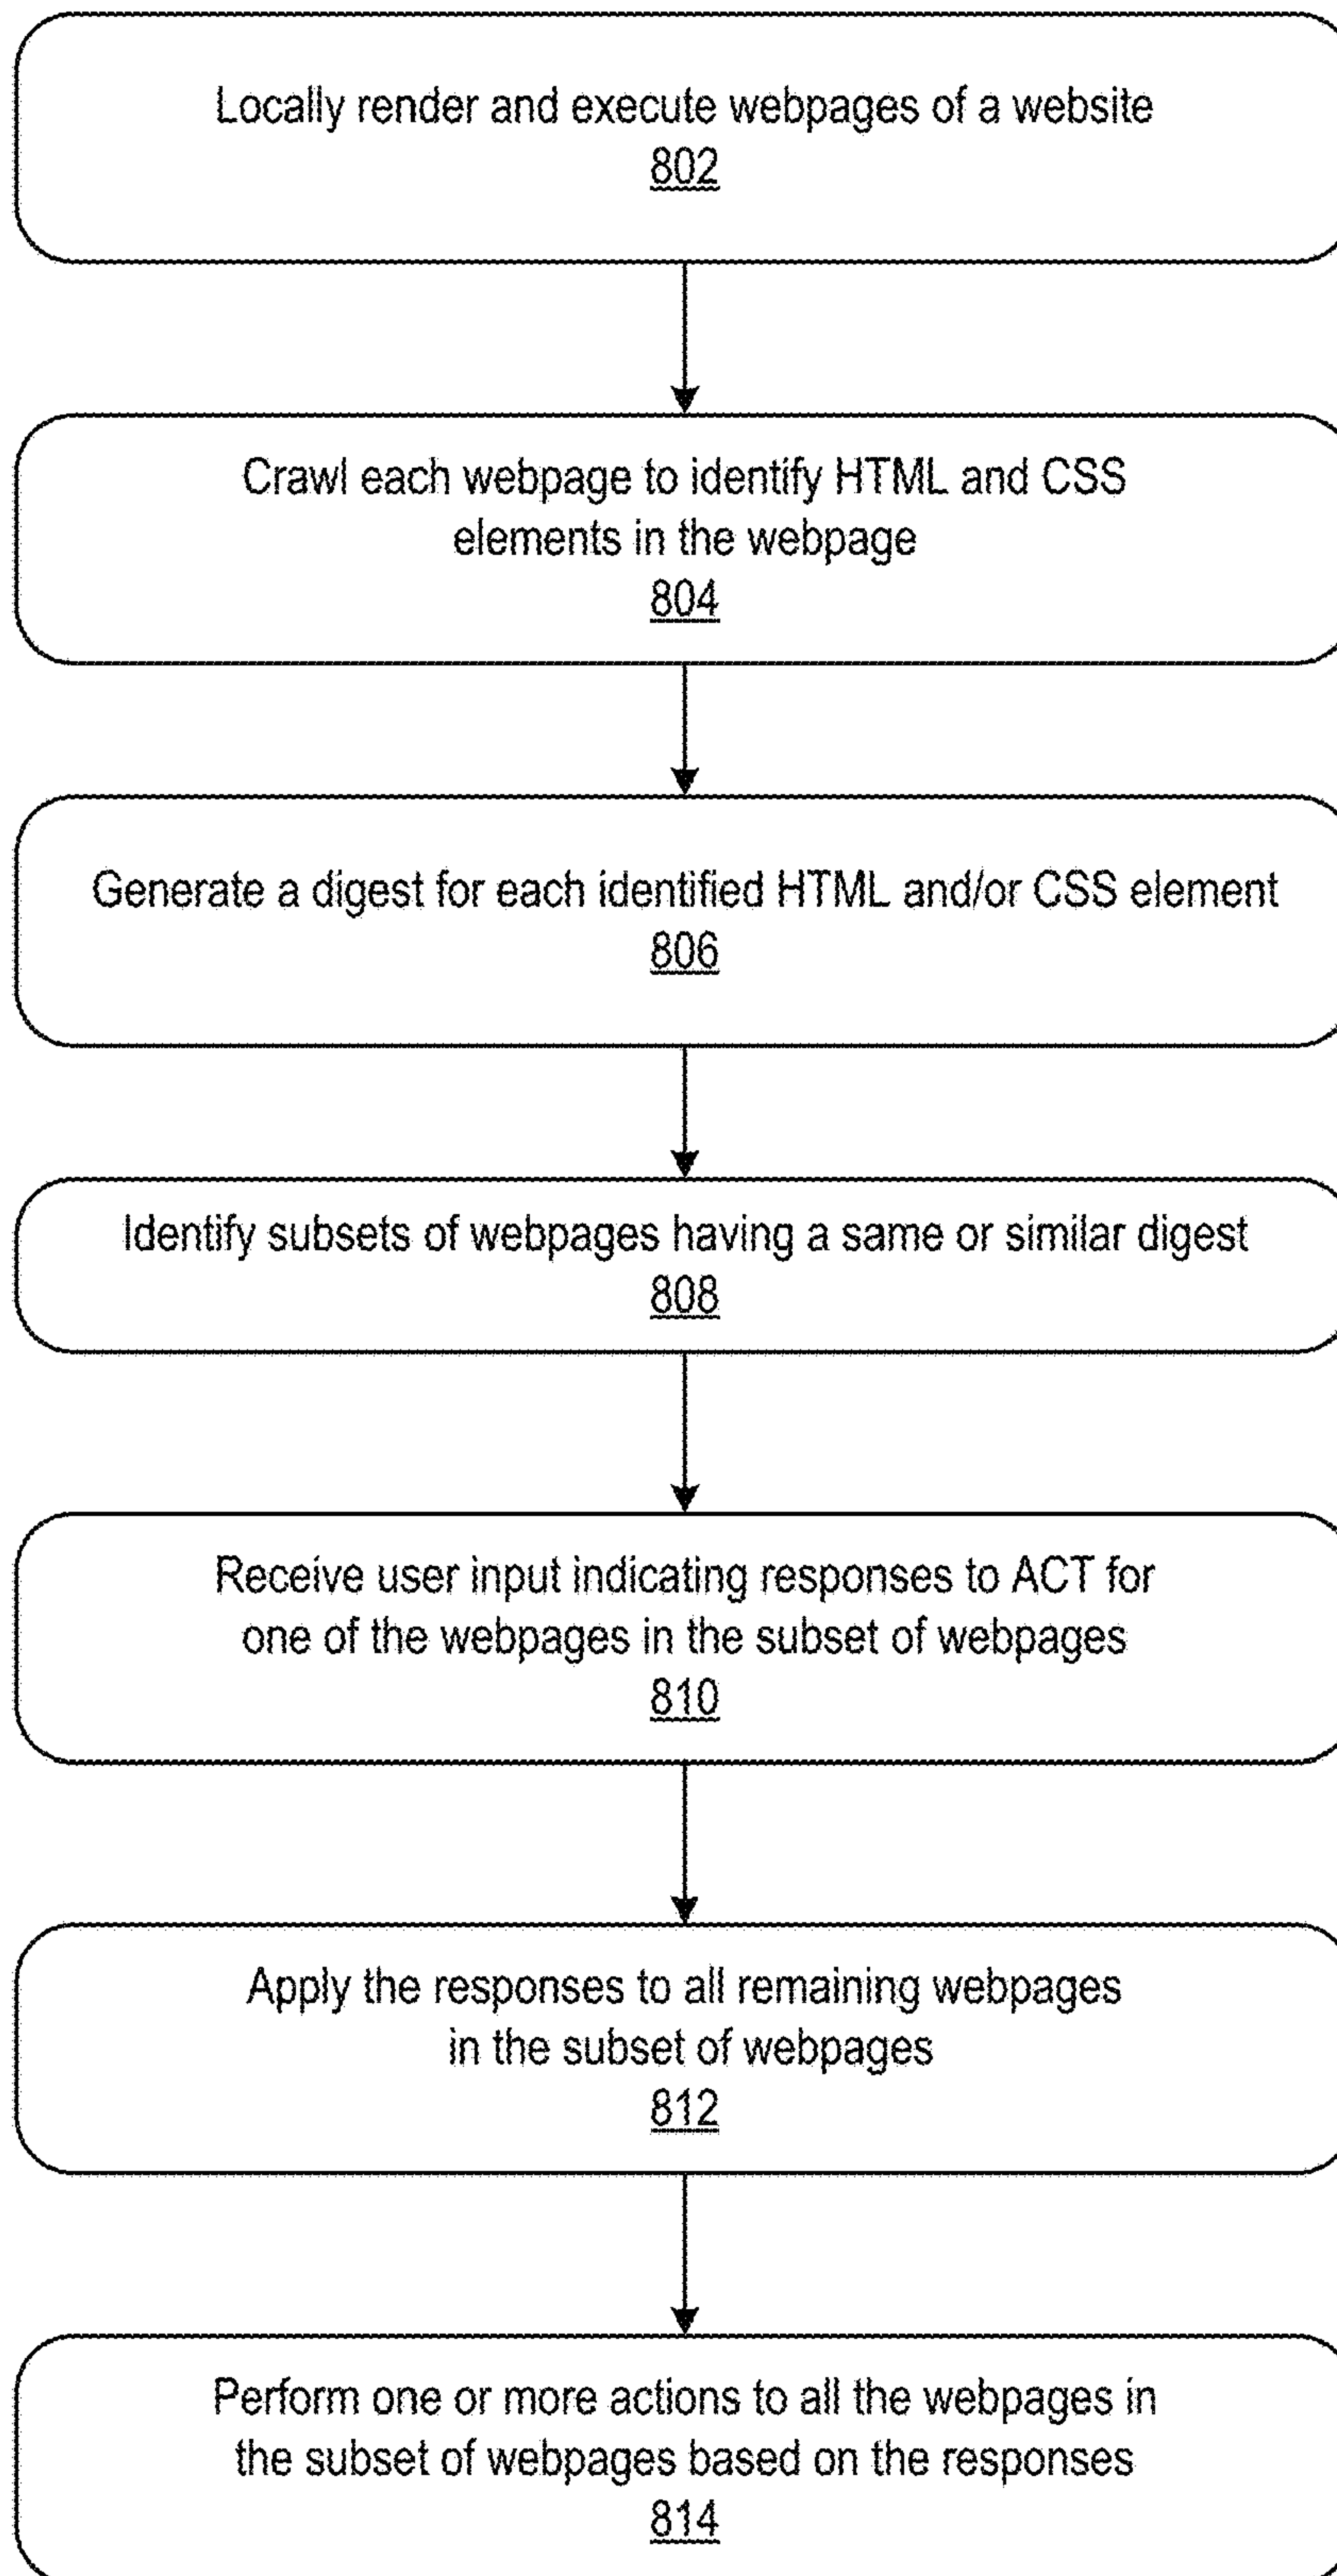 Locally render and execute webpages of a website
802
Crawl each webpage to identify HTML and CSS
elements in the webpage
804
Generate a digest for each identified HTML and/or CSS element
806
Identify subsets of webpages having a same or similar digest
808
Receive user input indicating responses to ACT for
one of the webpages in the subset of webpages
810
Apply the responses to all remaining webpages
in the subset of webpages
812
Perform one or more actions to all the webpages in
the subset of webpages based on the responses
814